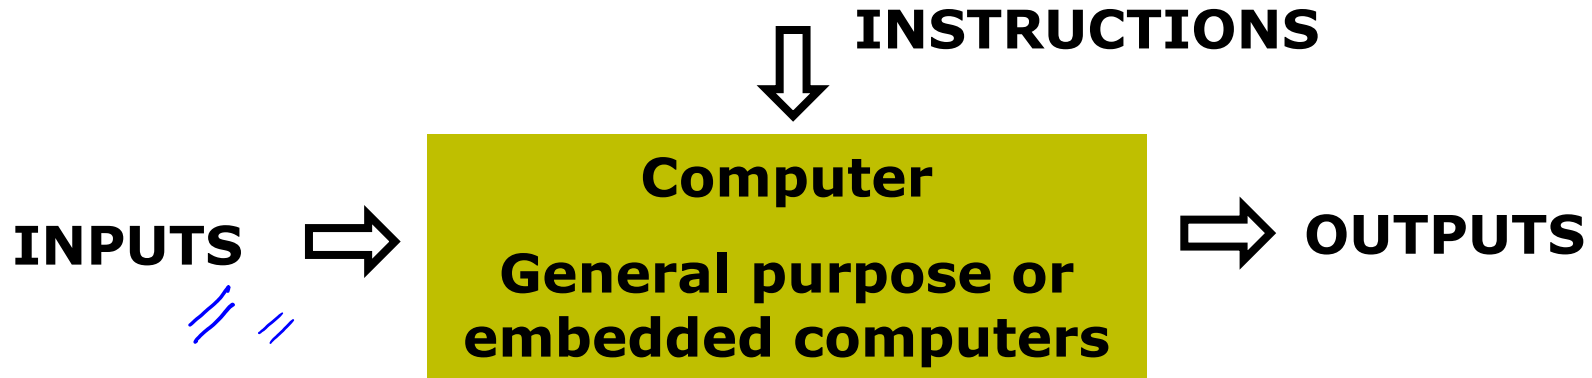 INSTRUCTIONS
Computer
INPUTS
OUTPUTS
General purpose or
embedded computers